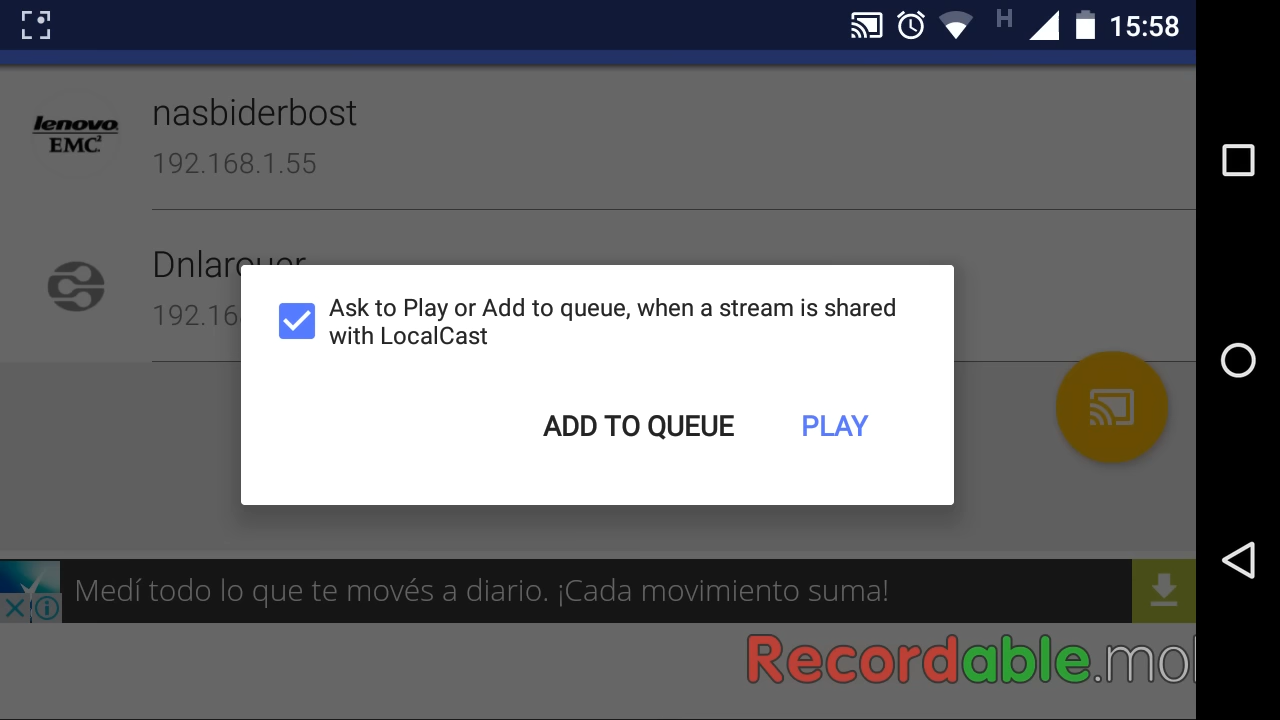 H 15:58
lenovo
EMC²
nasbiderbost
192.168.1.55
192.16
Ask to Play or Add to queue, when a stream is shared
with LocalCast
ADD TO QUEUE PLAY
Medí todo lo que te movés a diario. ¡Cada movimiento suma!
Recordable.mo